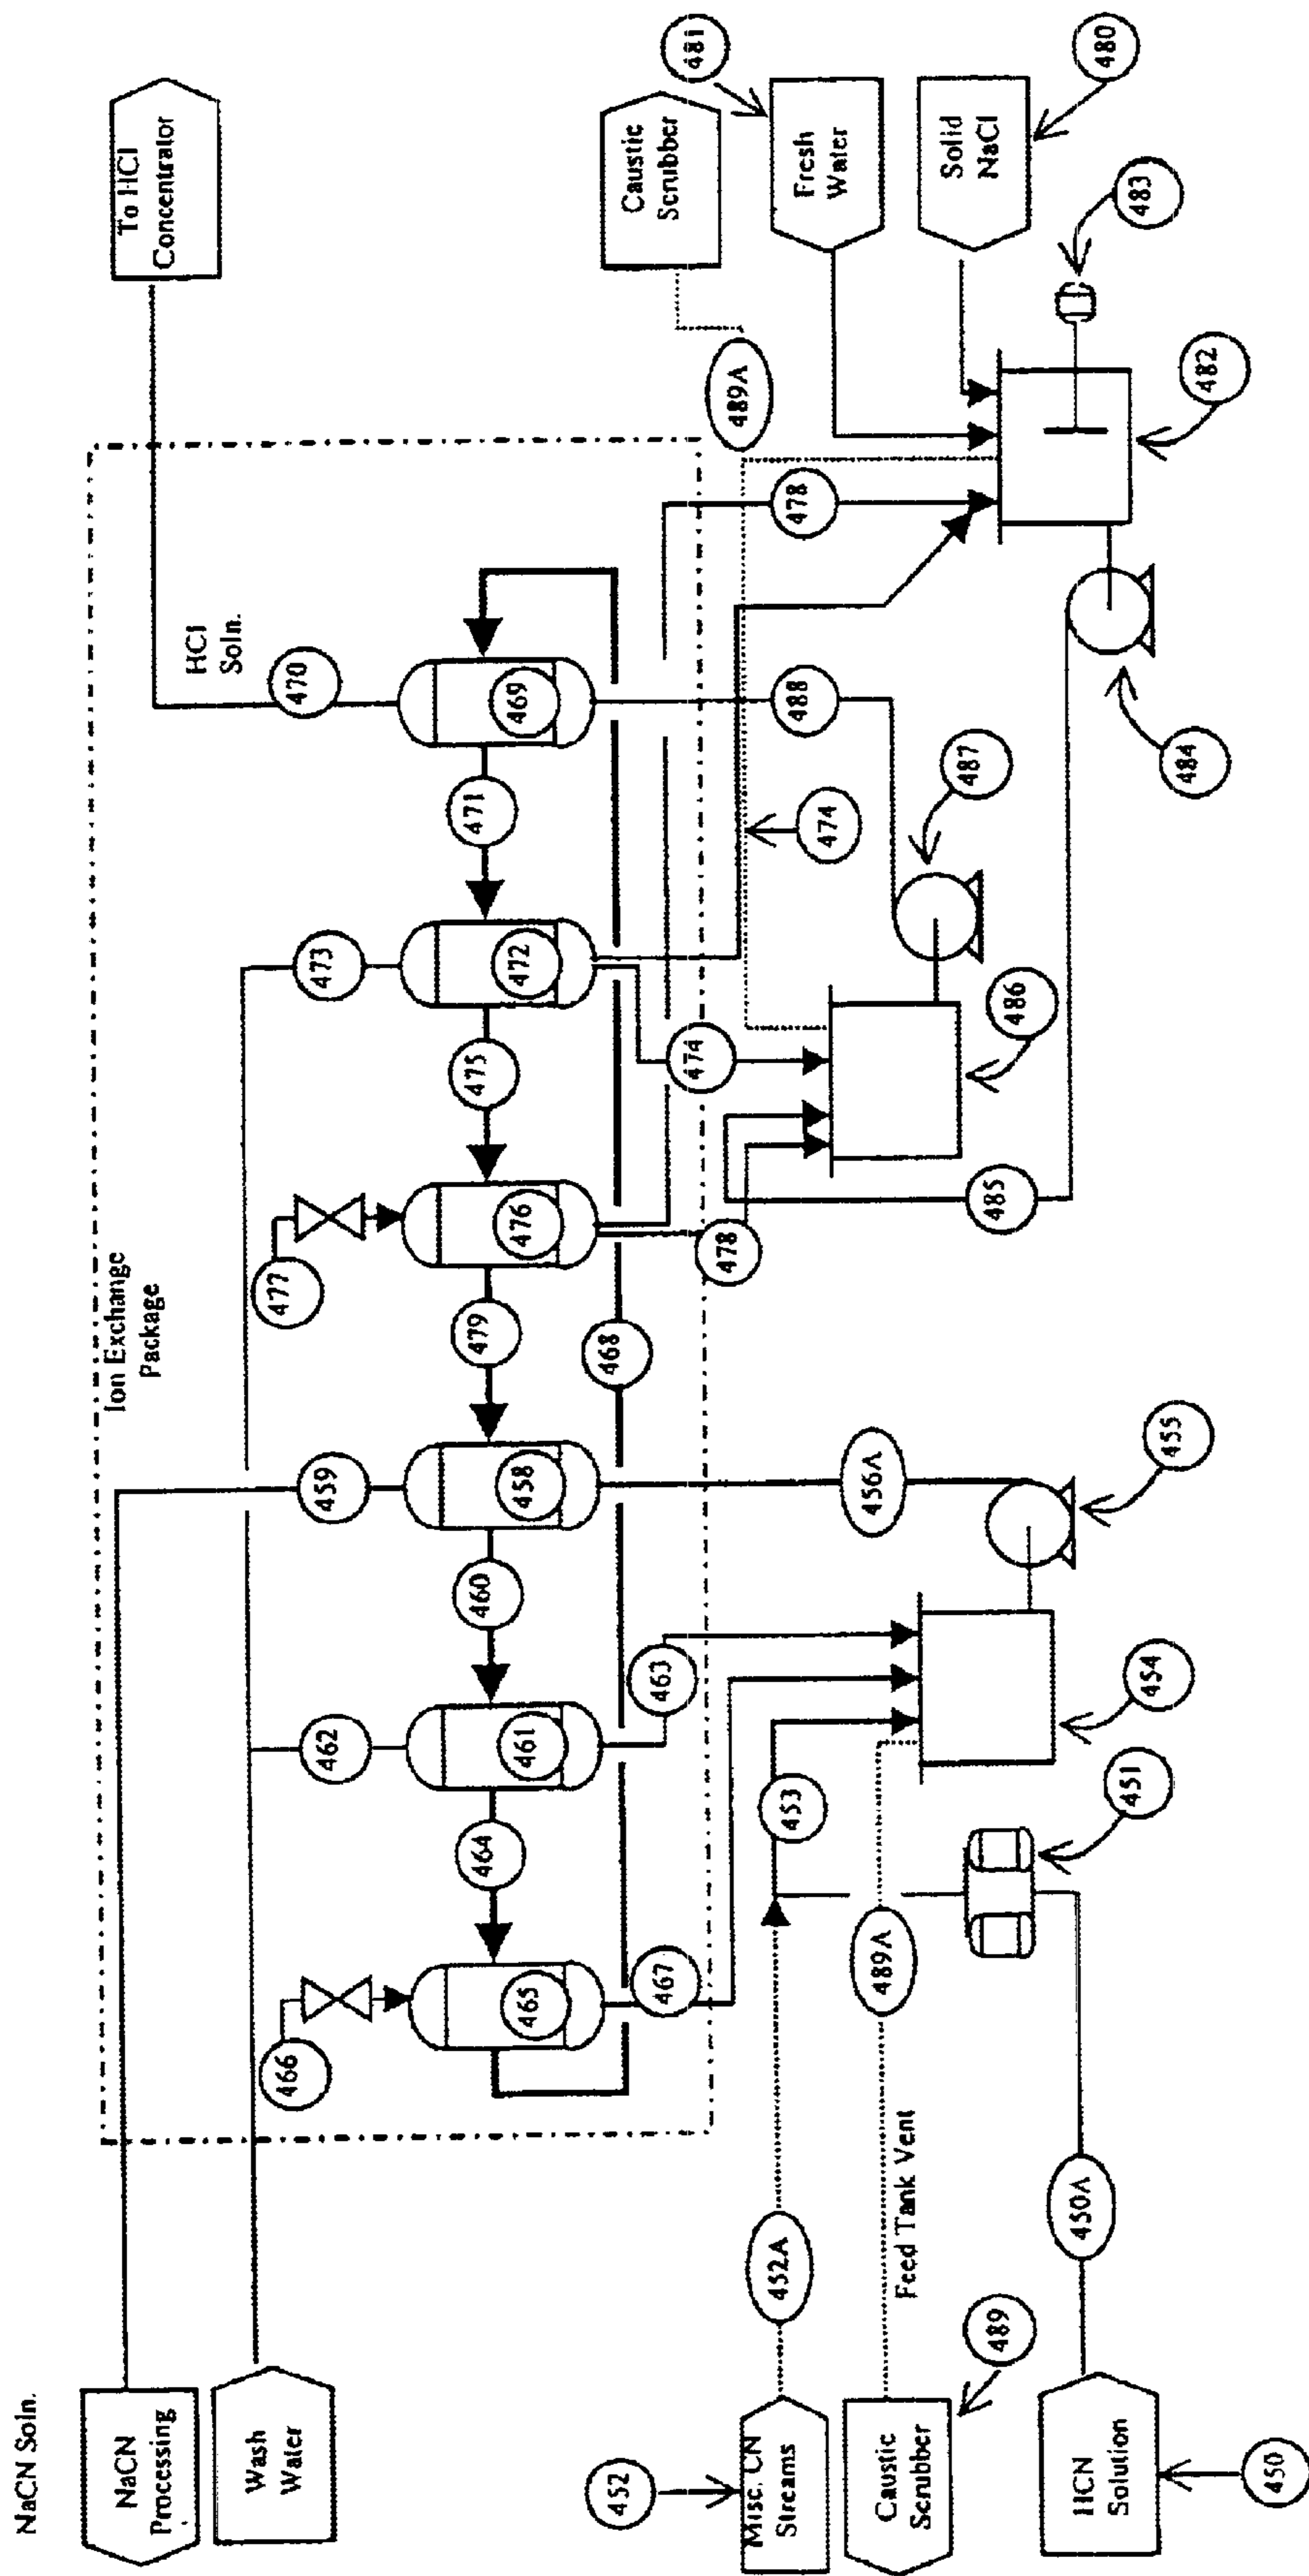 NaCN Soln.
NaCN
Processing
Wash
Water
Ion Exchange
Package
To HCl
Concentrator
HCl
Soln.
470
473
477
459
462
466
469
471
472
475
476
479
458
460
461
464
465
468
463
467
474
478
478
488
474
489A
Caustic
Scrubber
481
Fresh
Water
Solid
NaCl
480
483
482
484
487
486
485
456A
455
454
453
451
452
Misc. CN
Streams
452A
489A
Feed Tank Vent
Caustic
Scrubber
489
HCN
Solution
450A
450